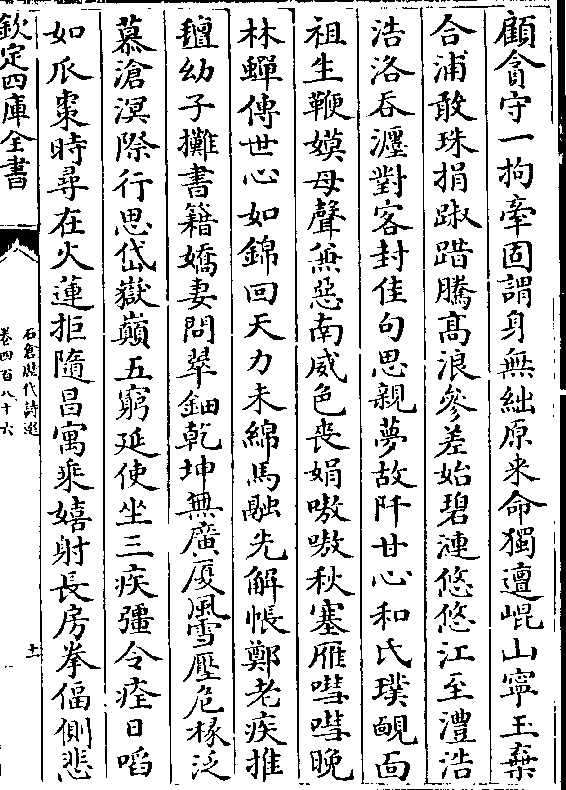 顧貪守一拘牽固謂身無絀原来命獨邅崐山寧玉棄
合浦敢珠捐踧踖騰髙浪參差始碧漣悠悠江至澧浩
浩洛吞瀍對客封佳句思親夢故阡甘心和氏璞靦面
祖生鞭嫫母聲兼惡南威色喪娟嗷嗷秋塞雁嘒嘒晚
林蟬傳世心如錦回天力未綿馬融先解帳鄭老疾推
氊幼子攤書籍嬌妻問翠鈿乾坤無廣厦風雪壓危椽泛
慕滄溟際行思岱嶽巔五窮延使坐三疾彊令痊日㗖
如爪棗時尋在火蓮拒隨昌寓乘嬉射長房拳偪側悲
欽定四庫全書
石倉歴代詩選
卷四百八十六
十一